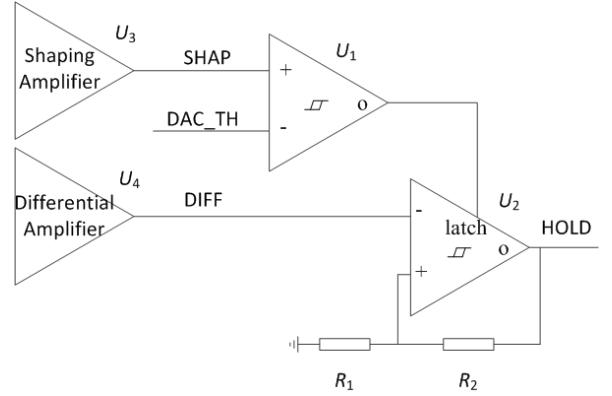 U3
U1
Shaping
Amplifier
SHAP
+
o
DAC_TH
-
U4
Differential
Amplifier
DIFF
-
U2
latch
HOLD
o
+
R1
R2